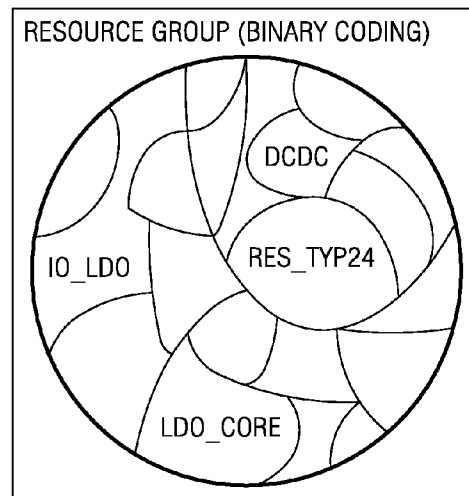 RESOURCE GROUP (BINARY CODING)
DCDC
RES_TYP24
IO_LDO
LDO_CORE